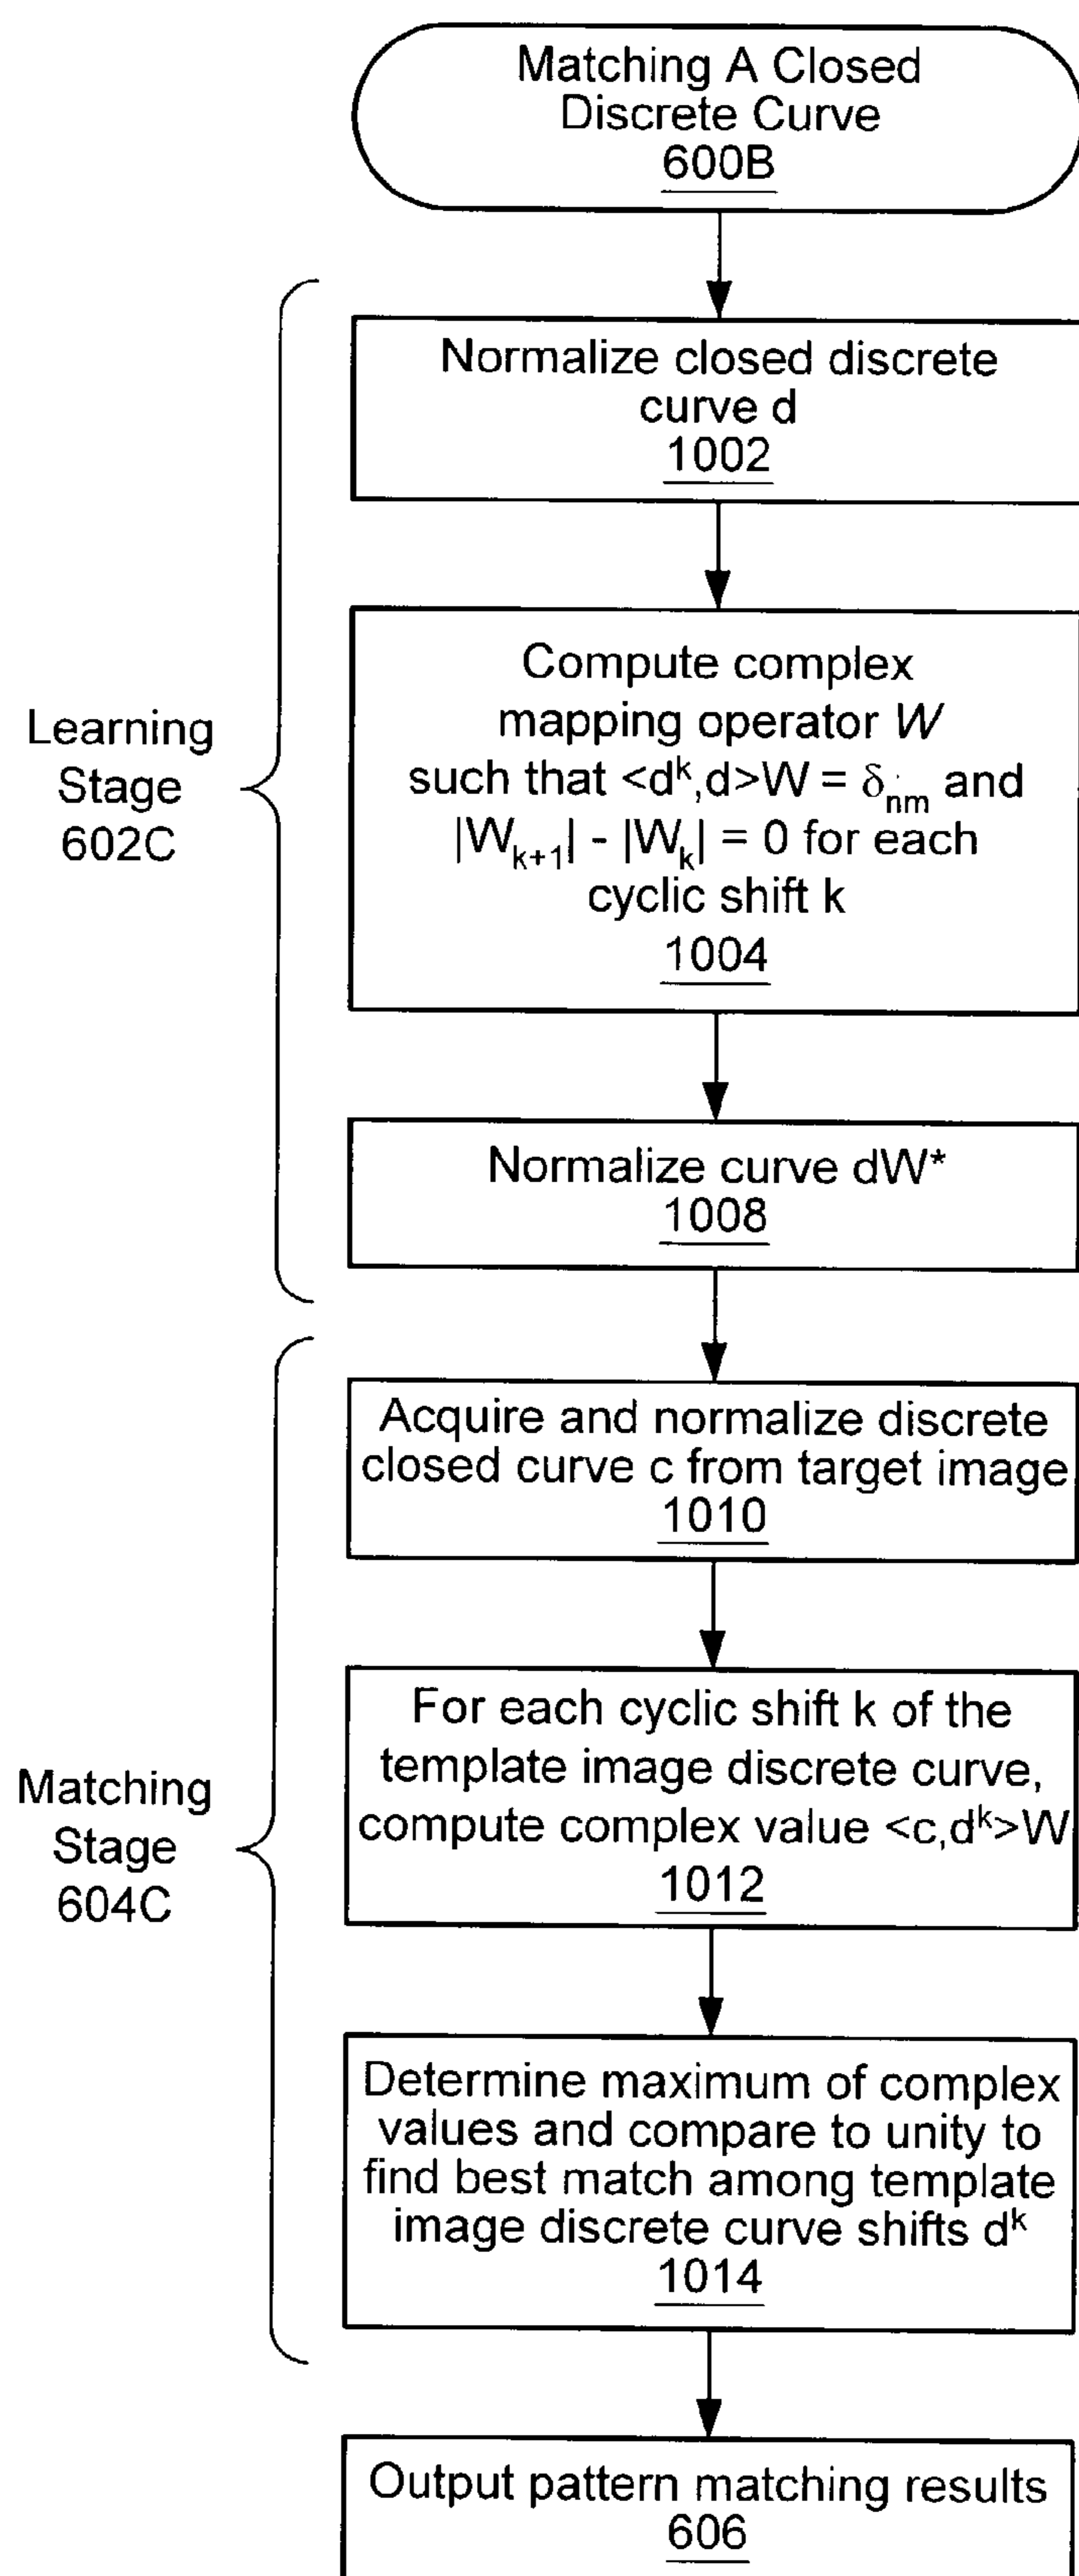 Matching A Closed
Discrete Curve
600B
Normalize closed discrete
curve d
1002
Compute complex
mapping operator W
such that <dᵏ,d>W = δₙₘ and
|Wₖ₊₁| - |Wₖ| = 0 for each
cyclic shift k
1004
Normalize curve dW*
1008
Learning
Stage
602C
Acquire and normalize discrete
closed curve c from target image
1010
For each cyclic shift k of the
template image discrete curve,
compute complex value <c,dᵏ>W
1012
Determine maximum of complex
values and compare to unity to
find best match among template
image discrete curve shifts dᵏ
1014
Matching
Stage
604C
Output pattern matching results
606